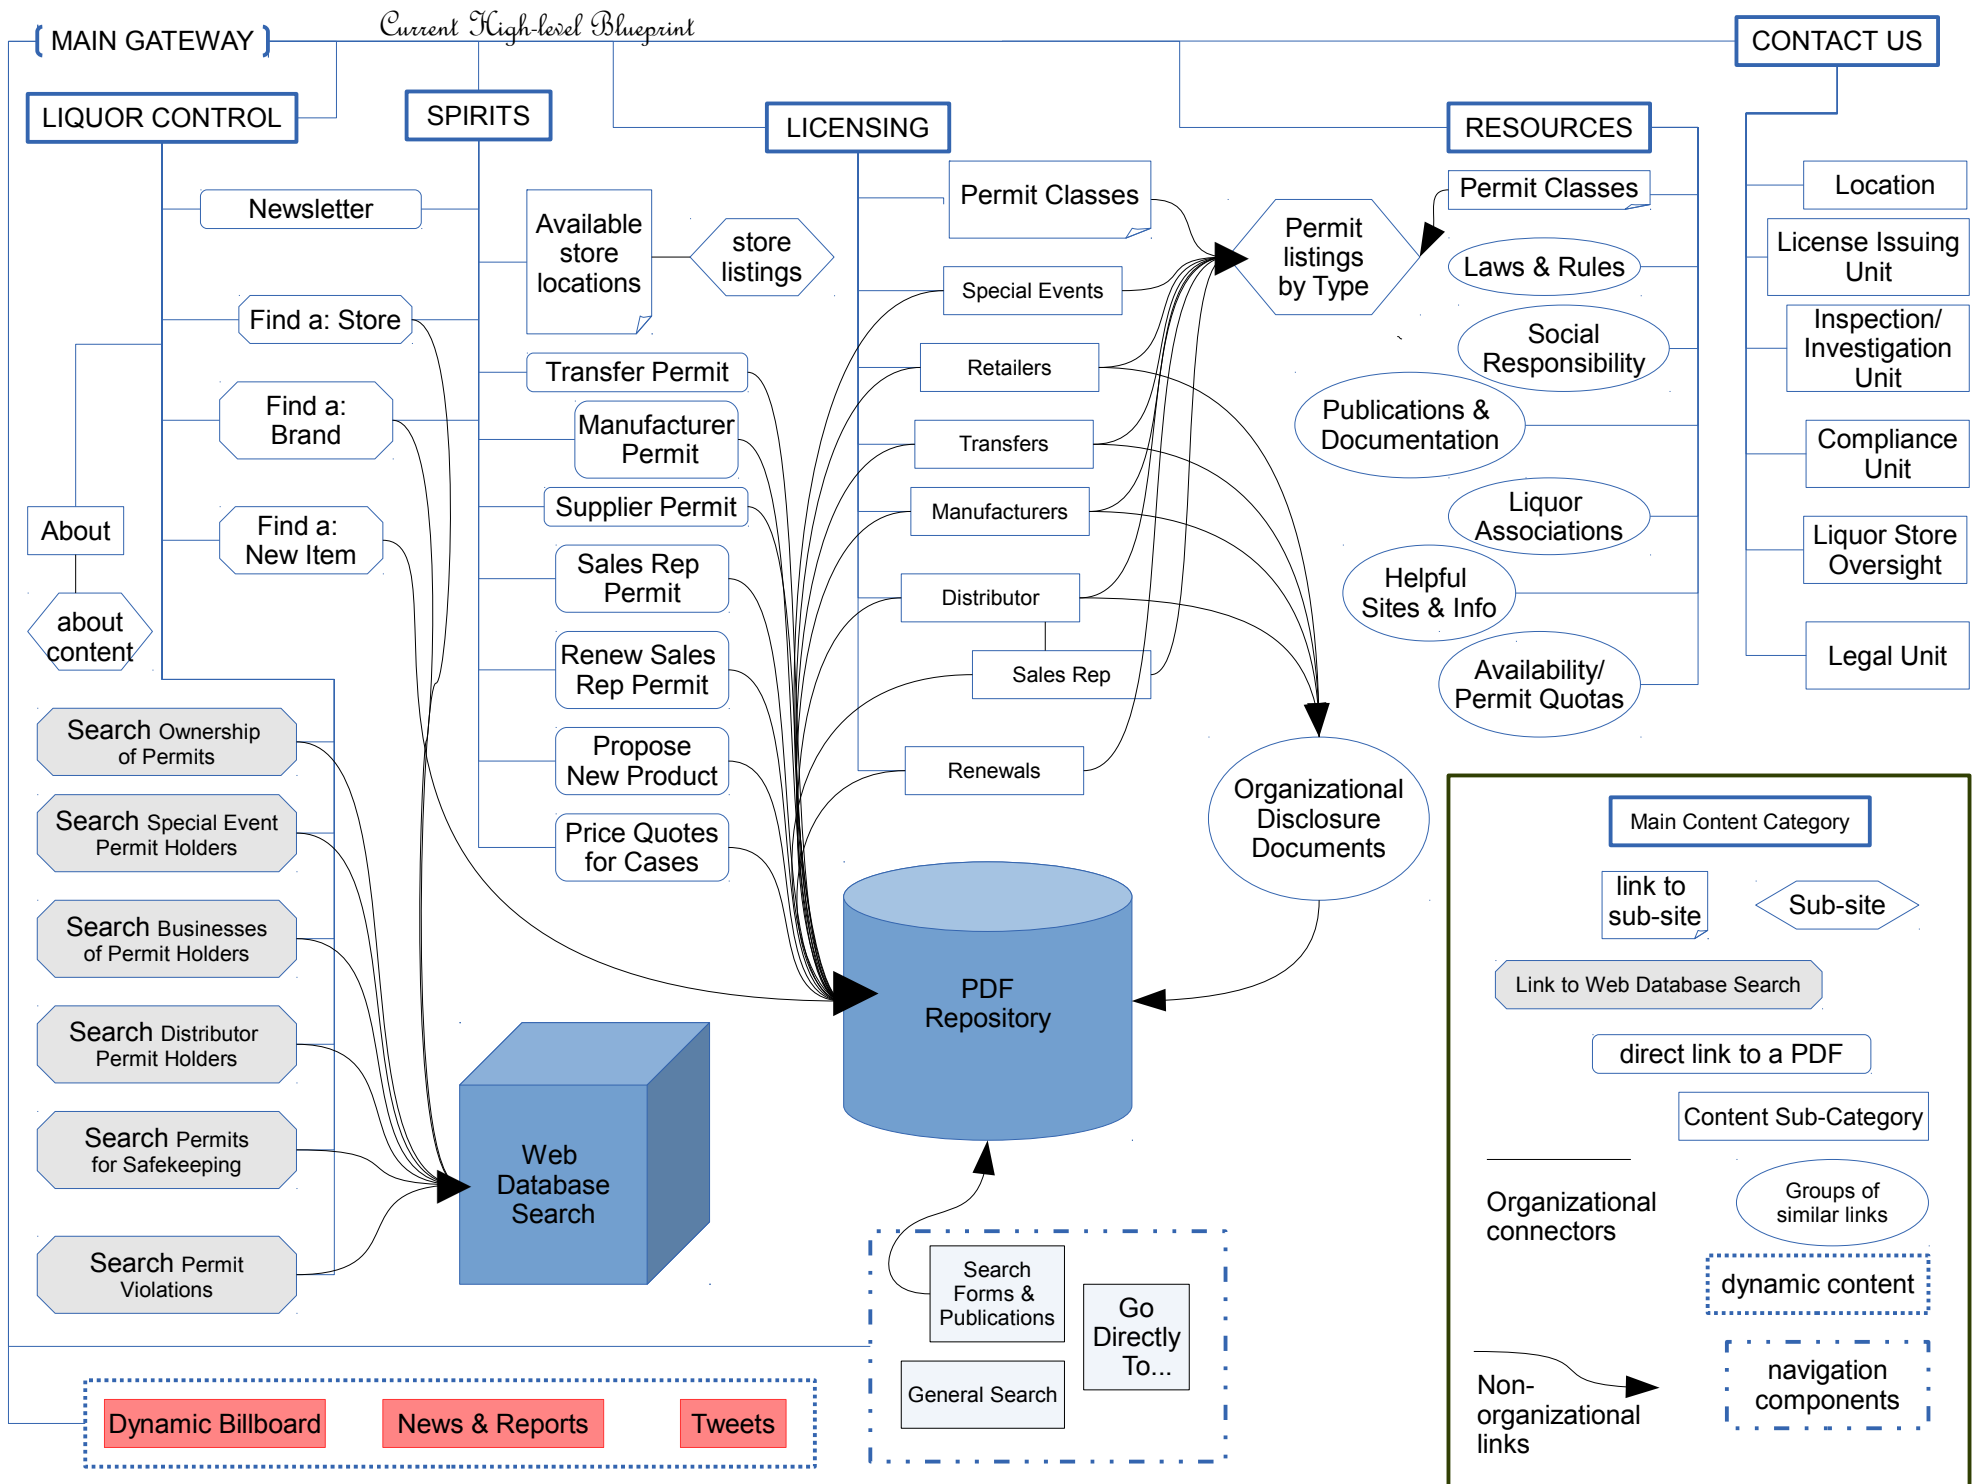 Current High-level Blueprint
MAIN GATEWAY
CONTACT US
LIQUOR CONTROL
SPIRITS
LICENSING
RESOURCES
Newsletter
Find a: Store
Find a:
Brand
Find a:
New Item
About
about
content
Search Ownership
of Permits
Search Special Event
Permit Holders
Search Businesses
of Permit Holders
Search Distributor
Permit Holders
Search Permits
for Safekeeping
Search Permit
Violations
Available
store
locations
store
listings
Transfer Permit
Manufacturer
Permit
Supplier Permit
Sales Rep
Permit
Renew Sales
Rep Permit
Propose
New Product
Price Quotes
for Cases
Permit Classes
Special Events
Retailers
Transfers
Manufacturers
Distributor
Sales Rep
Renewals
Permit
listings
by Type
Organizational
Disclosure
Documents
Permit Classes
Laws & Rules
Social
Responsibility
Publications &
Documentation
Liquor
Associations
Helpful
Sites & Info
Availability/
Permit Quotas
Location
License Issuing
Unit
Inspection/
Investigation
Unit
Compliance
Unit
Liquor Store
Oversight
Legal Unit
PDF
Repository
Web
Database
Search
Search
Forms &
Publications
Go
Directly
To...
General Search
Dynamic Billboard
News & Reports
Tweets
Main Content Category
link to
sub-site
Sub-site
Link to Web Database Search
direct link to a PDF
Content Sub-Category
Organizational
connectors
Groups of
similar links
dynamic content
Non-
organizational
links
navigation
components